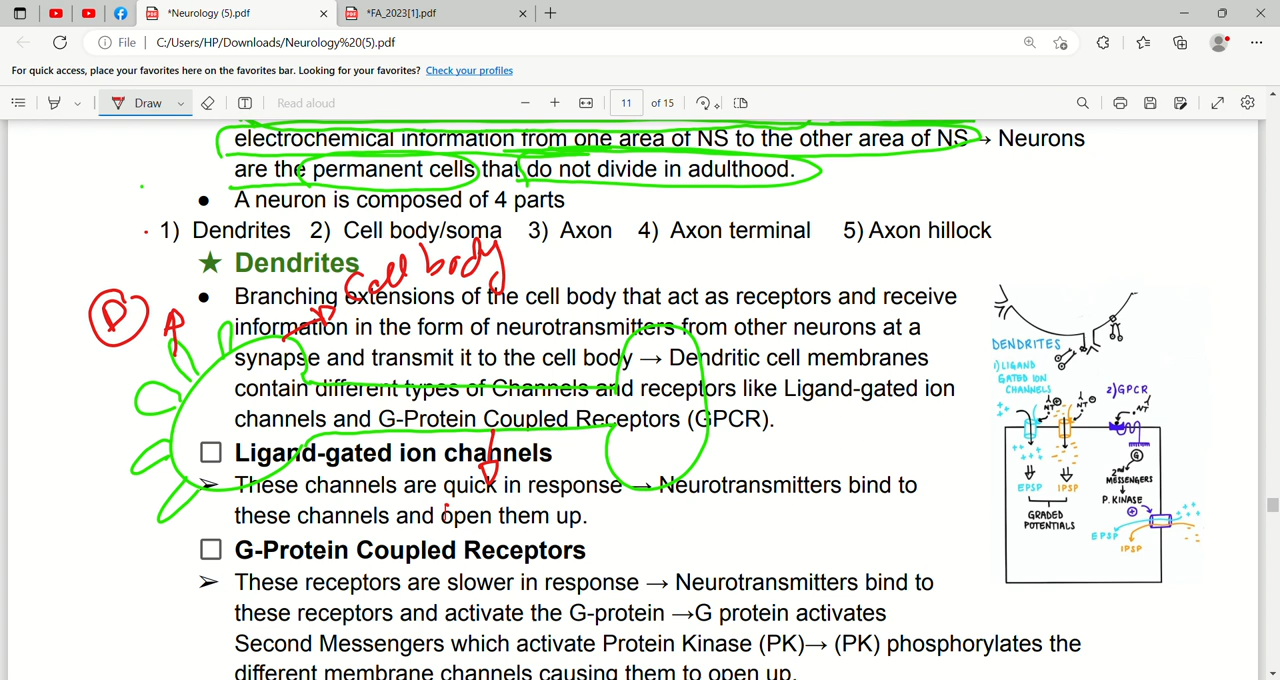 *Neurology (5).pdf
*FA_2023[1].pdf
File C:/Users/HP/Downloads/Neurology%20(5).pdf
For quick access, place your favorites here on the favorites bar. Looking for your favorites? Check your profiles
Draw Read aloud 11 of 15
electrochemical information from one area of NS to the other area of NS → Neurons
are the permanent cells that do not divide in adulthood.
● A neuron is composed of 4 parts
1) Dendrites 2) Cell body/soma 3) Axon 4) Axon terminal 5) Axon hillock
★ Dendrites
Cell body
D
● Branching extensions of the cell body that act as receptors and receive
information in the form of neurotransmitters from other neurons at a
synapse and transmit it to the cell body → Dendritic cell membranes
contain different types of Channels and receptors like Ligand-gated ion
channels and G-Protein Coupled Receptors (GPCR).
☐ Ligand-gated ion channels
➢ These channels are quick in response → Neurotransmitters bind to
these channels and open them up.
☐ G-Protein Coupled Receptors
➢ These receptors are slower in response → Neurotransmitters bind to
these receptors and activate the G-protein →G protein activates
Second Messengers which activate Protein Kinase (PK)→ (PK) phosphorylates the
different membrane channels causing them to open up.
DENDRITES
1) LIGAND
GATED ION
CHANNELS
2) GPCR
NT
NT
NT
G
2nd
MESSENGERS
P. KINASE
EPSP IPSP
GRADED
POTENTIALS
EPSP
IPSP